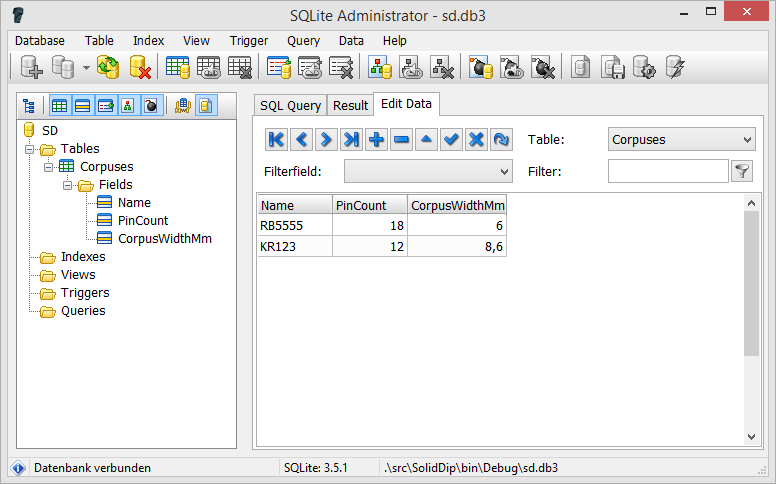 SQLite Administrator - sd.db3
Database Table Index View Trigger Query Data Help
SQL Query Result Edit Data
SD
Tables
Corpuses
Fields
Name
PinCount
CorpusWidthMm
Indexes
Views
Triggers
Queries
Table: Corpuses
Filterfield: Filter:
Name PinCount CorpusWidthMm
RB5555 18 6
KR123 12 8,6
Datenbank verbunden SQLite: 3.5.1 .\src\SolidDip\bin\Debug\sd.db3